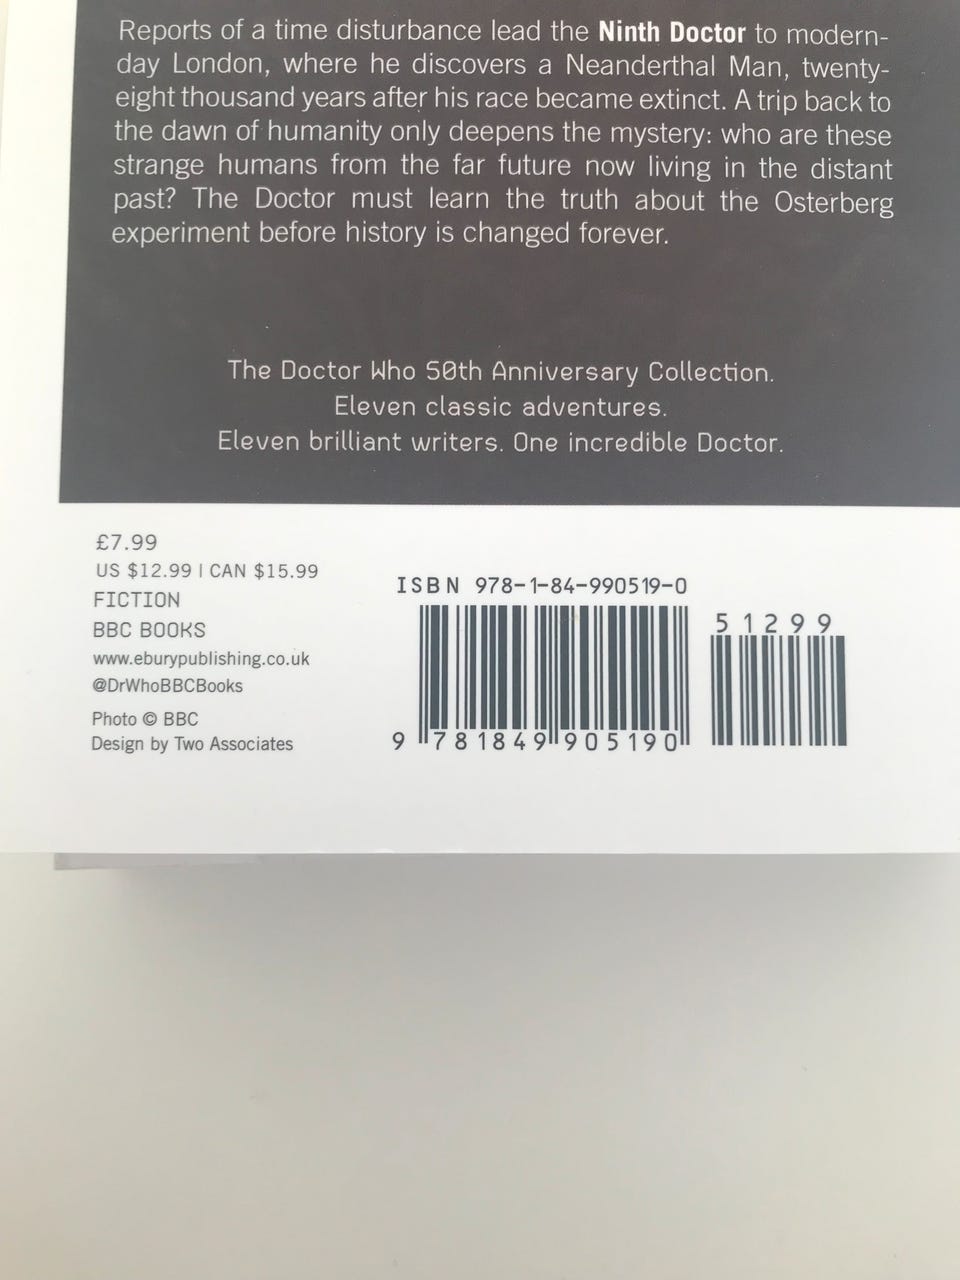 Reports of a time disturbance lead the Ninth Doctor to modern-
day London, where he discovers a Neanderthal Man, twenty-
eight thousand years after his race became extinct. A trip back to
the dawn of humanity only deepens the mystery: who are these
strange humans from the far future now living in the distant
past? The Doctor must learn the truth about the Osterberg
experiment before history is changed forever.
The Doctor Who 50th Anniversary Collection.
Eleven classic adventures.
Eleven brilliant writers. One incredible Doctor.
£7.99
US $12.99 | CAN $15.99
FICTION
BBC BOOKS
www.eburypublishing.co.uk
@DrWhoBBCBooks
Photo © BBC
Design by Two Associates
ISBN 978-1-84-990519-0
51299
9 781849 905190